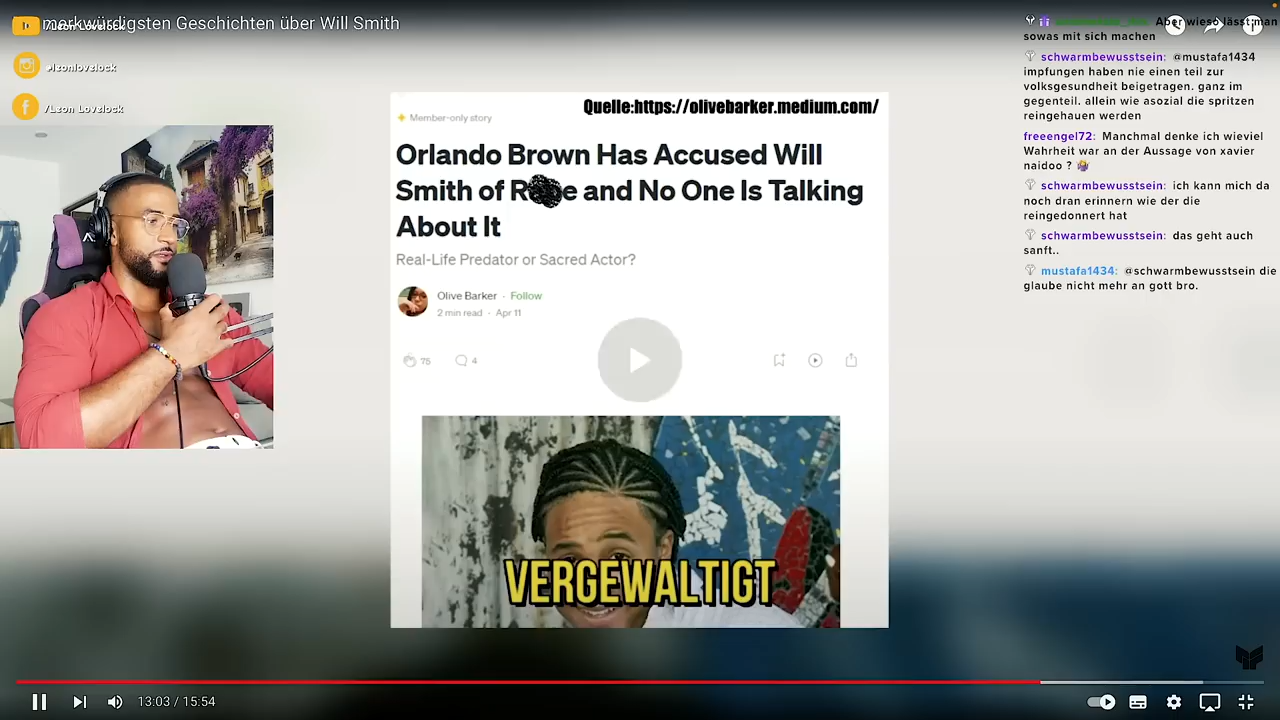 merkwürdigsten Geschichten über Will Smith
/Leon Lovelock
#leonlovelock
/Leon Lovelock
Quelle:https://olivebarker.medium.com/
Member-only story
Orlando Brown Has Accused Will
Smith of R e and No One Is Talking
About It
Real-Life Predator or Sacred Actor?
Olive Barker · Follow
2 min read · Apr 11
75
4
VERGEWALTIGT
Aber wieso lässt man
sowas mit sich machen
schwarmbewusstsein: @mustafa1434
impfungen haben nie einen teil zur
volksgesundheit beigetragen. ganz im
gegenteil. allein wie asozial die spritzen
reingehauen werden
freeengel72: Manchmal denke ich wieviel
Wahrheit war an der Aussage von xavier
naidoo ? 🤷
schwarmbewusstsein: ich kann mich da
noch dran erinnern wie der die
reingedonnert hat
schwarmbewusstsein: das geht auch
sanft..
mustafa1434: @schwarmbewusstsein die
glaube nicht mehr an gott bro.
13:03 / 15:54